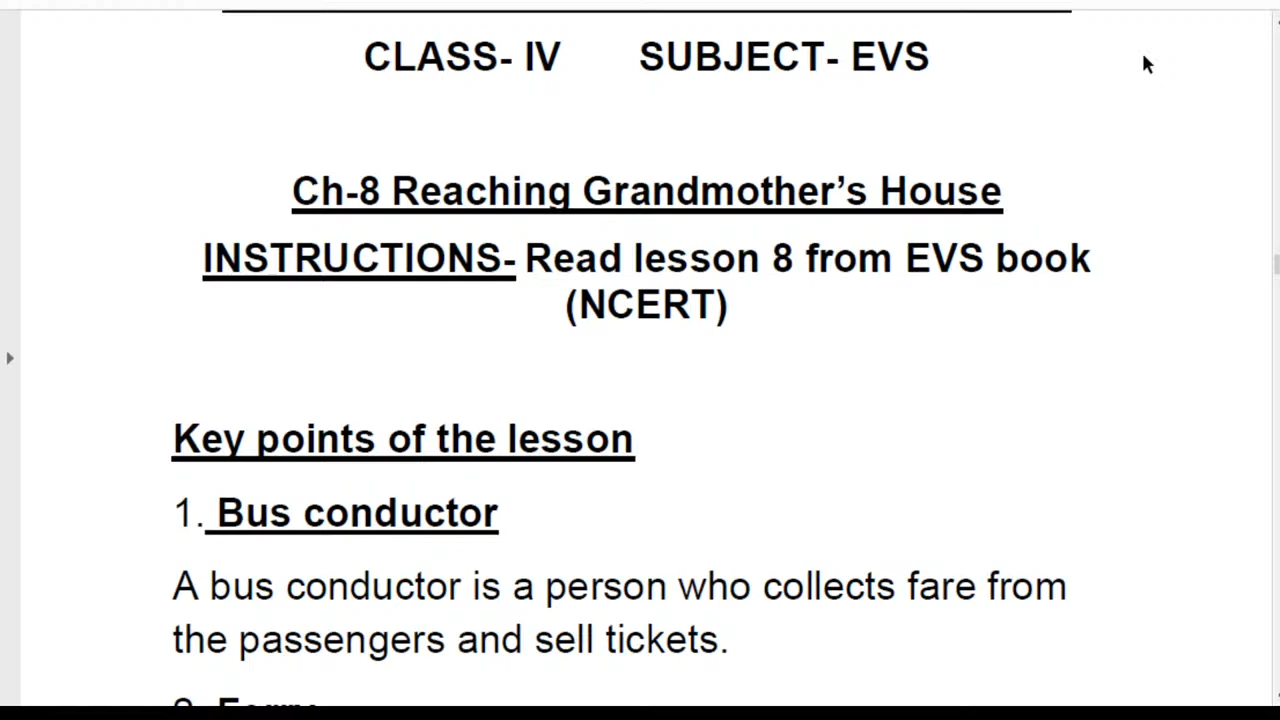 CLASS- IV SUBJECT- EVS
Ch-8 Reaching Grandmother’s House
INSTRUCTIONS- Read lesson 8 from EVS book
(NCERT)
Key points of the lesson
1. Bus conductor
A bus conductor is a person who collects fare from
the passengers and sell tickets.